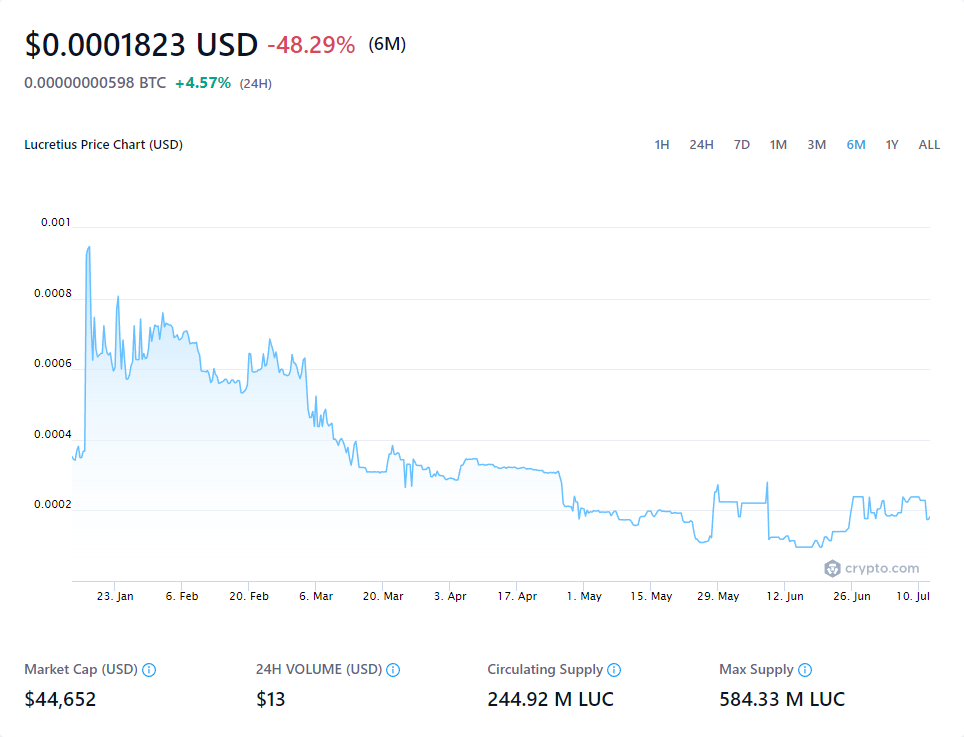 $0.0001823 USD -48.29% (6M)
0.00000000598 BTC +4.57% (24H)
Lucretius Price Chart (USD)
1H 24H 7D 1M 3M 6M 1Y ALL
0.001
0.0008
0.0006
0.0004
0.0002
crypto.com
23. Jan 6. Feb 20. Feb 6. Mar 20. Mar 3. Apr 17. Apr 1. May 15. May 29. May 12. Jun 26. Jun 10. Jul
Market Cap (USD) 24H VOLUME (USD) Circulating Supply Max Supply
$44,652 $13 244.92 M LUC 584.33 M LUC